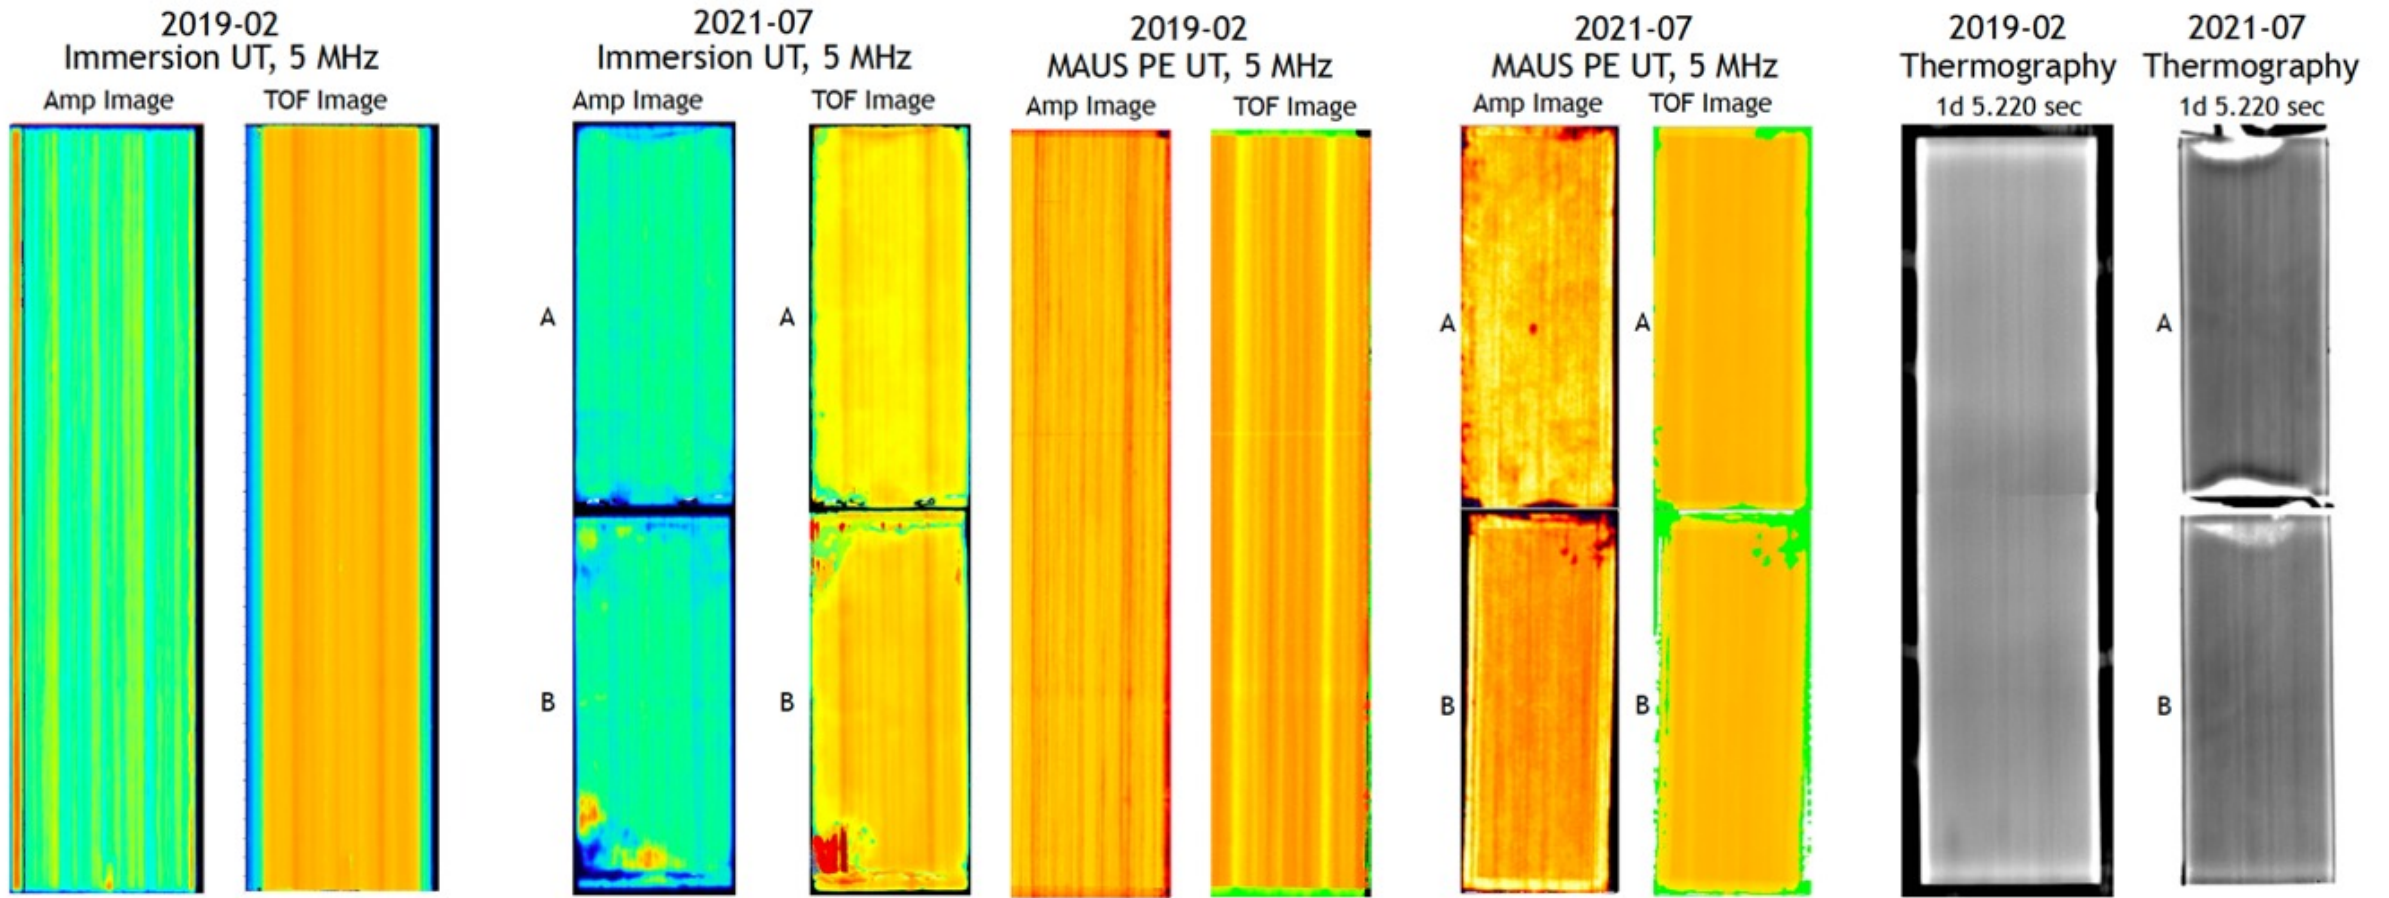 2019-02
Immersion UT, 5 MHz
Amp Image
TOF Image
2021-07
Immersion UT, 5 MHz
Amp Image
TOF Image
A
A
B
B
2019-02
MAUS PE UT, 5 MHz
Amp Image
TOF Image
2021-07
MAUS PE UT, 5 MHz
Amp Image
TOF Image
A
A
B
B
2019-02
Thermography
1d 5.220 sec
2021-07
Thermography
1d 5.220 sec
A
B